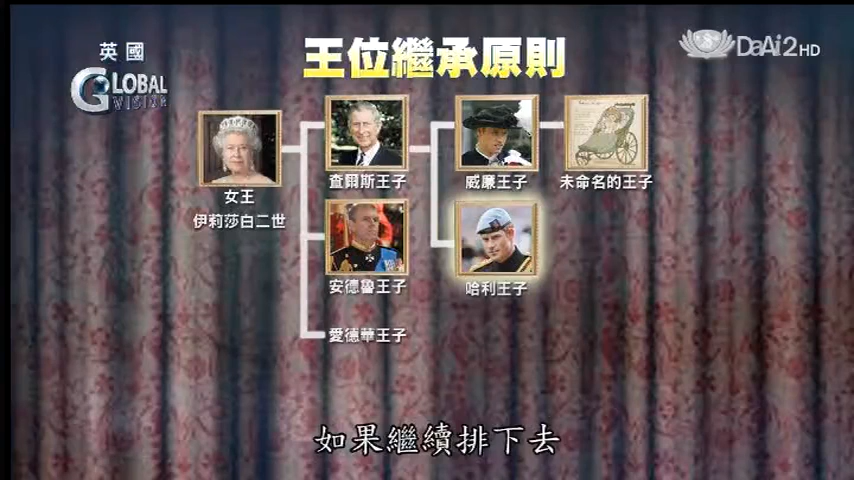 英國
GLOBAL
VISION
王位繼承原則
DaAi2HD
女王
伊莉莎白二世
查爾斯王子
威廉王子
未命名的王子
安德魯王子
哈利王子
愛德華王子
如果繼續排下去